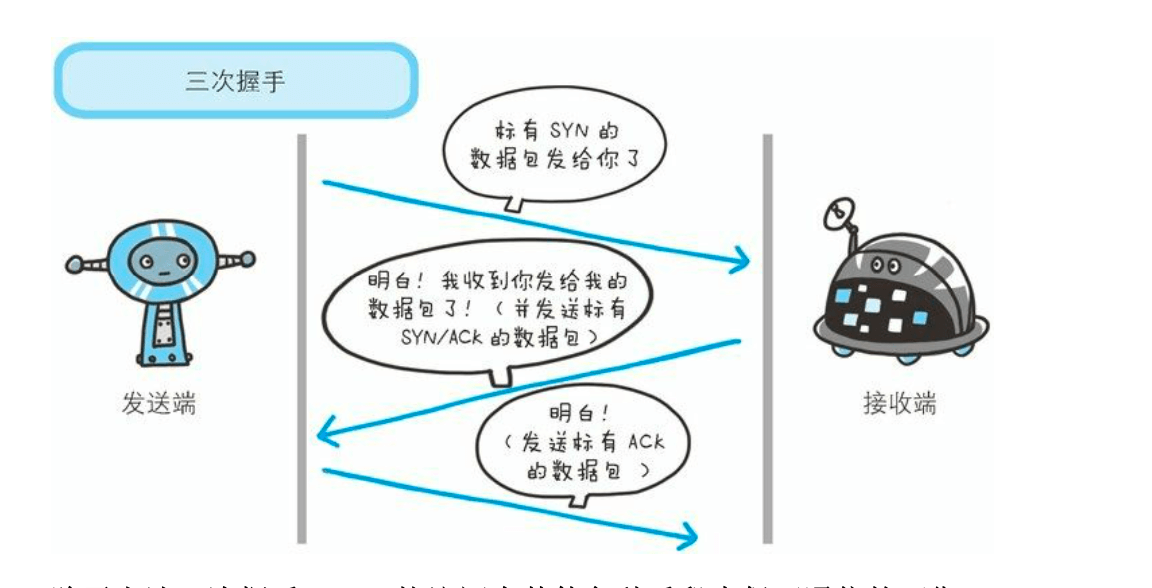 三次握手
标有 SYN 的
数据包发给你了
明白！我收到你发给我的
数据包了！（并发送标有
SYN/ACK 的数据包）
发送端
接收端
明白！
（发送标有 ACK
的数据包）